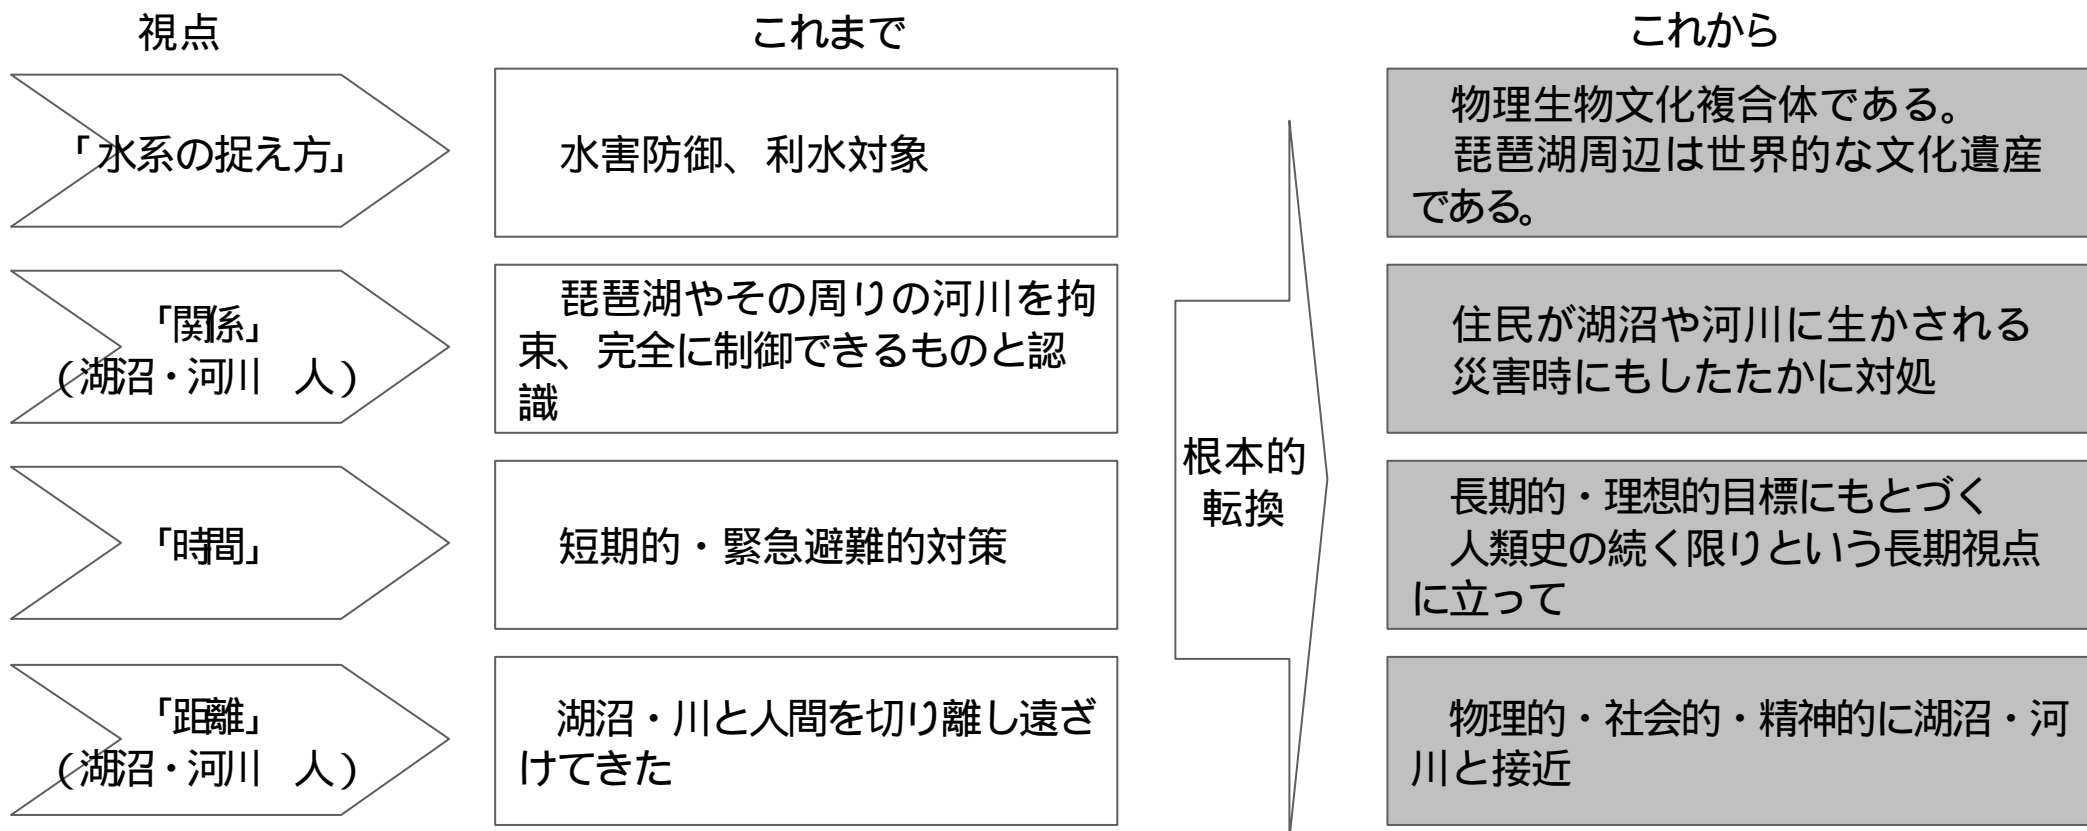 視点
これまで
これから
「水系の捉え方」
水害防御、利水対象
物理生物文化複合体である。
琵琶湖周辺は世界的な文化遺産
である。
「関係」
(湖沼・河川 人)
琵琶湖やその周りの河川を拘
束、完全に制御できるものと認
識
住民が湖沼や河川に生かされる
災害時にもしたたかに対処
根本的
転換
「時間」
短期的・緊急避難的対策
長期的・理想的目標にもとづく
人類史の続く限りという長期視点
に立って
「距離」
(湖沼・河川 人)
湖沼・川と人間を切り離し遠ざ
けてきた
物理的・社会的・精神的に湖沼・河
川と接近